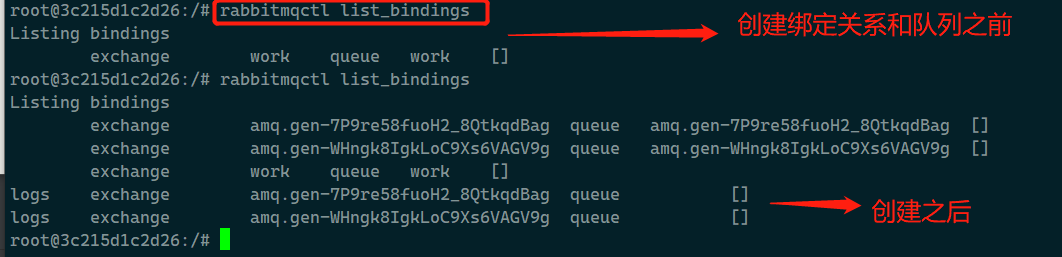 root@3c215d1c2d26:/# rabbitmqctl list_bindings
Listing bindings
创建绑定关系和队列之前
exchange work queue work []
root@3c215d1c2d26:/# rabbitmqctl list_bindings
Listing bindings
exchange amq.gen-7P9re58fuoH2_8QtkqdBag queue amq.gen-7P9re58fuoH2_8QtkqdBag []
exchange amq.gen-WHngk8IgkLoC9Xs6VAGV9g queue amq.gen-WHngk8IgkLoC9Xs6VAGV9g []
exchange work queue work []
logs exchange amq.gen-7P9re58fuoH2_8QtkqdBag queue []
logs exchange amq.gen-WHngk8IgkLoC9Xs6VAGV9g queue []
创建之后
root@3c215d1c2d26:/#